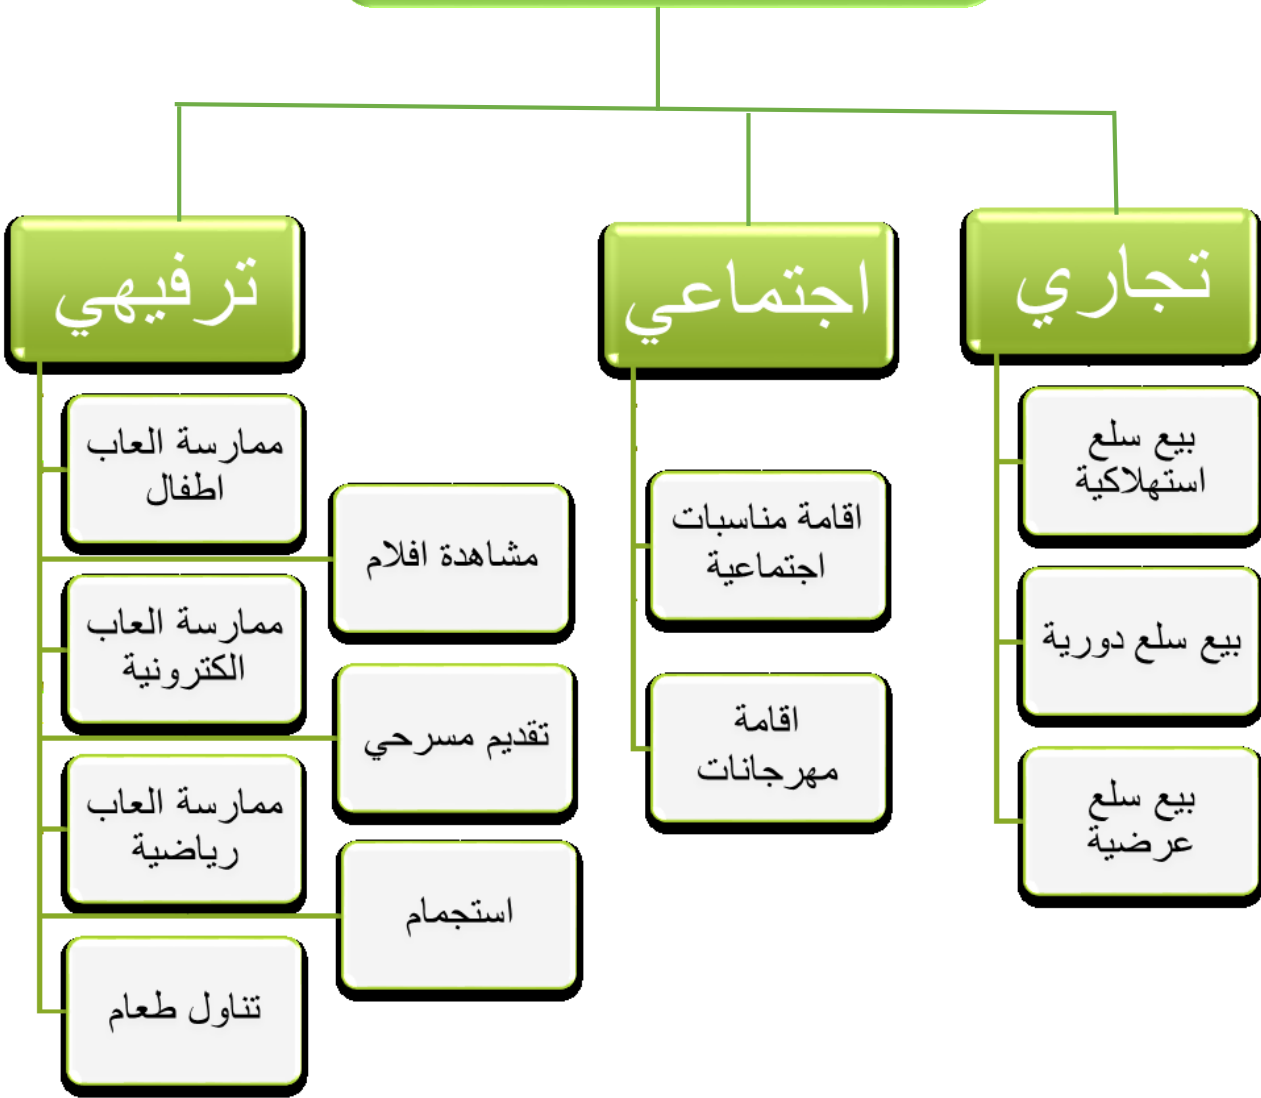 تجاري
بيع سلع
استهلاكية
بيع سلع دورية
بيع سلع
عرضية
اجتماعي
اقامة مناسبات
اجتماعية
اقامة
مهرجانات
ترفيهي
ممارسة العاب
اطفال
مشاهدة افلام
ممارسة العاب
الكترونية
تقديم مسرحي
ممارسة العاب
رياضية
استجمام
تناول طعام